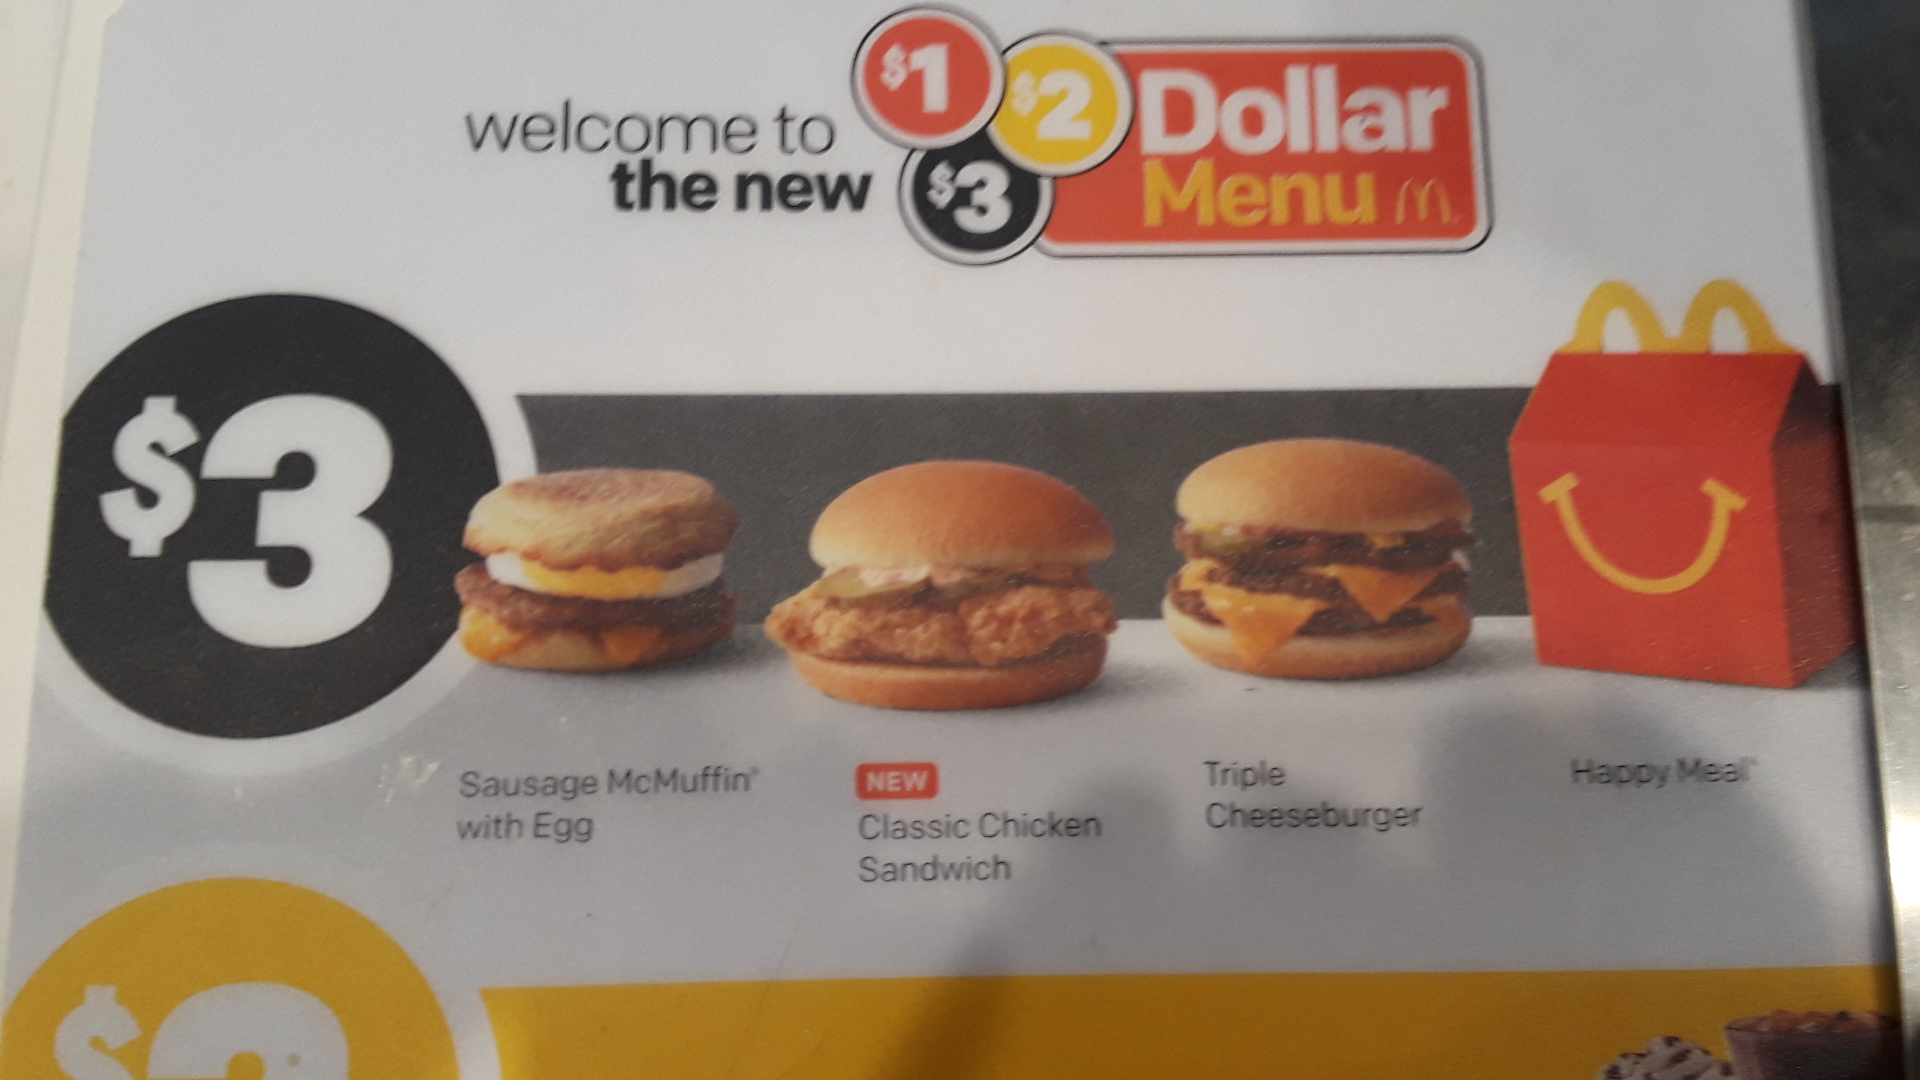 welcome to
the new
$1 $2 $3
Dollar
Menu
$3
Sausage McMuffin®
with Egg
NEW
Classic Chicken
Sandwich
Triple
Cheeseburger
Happy Meal®
$2